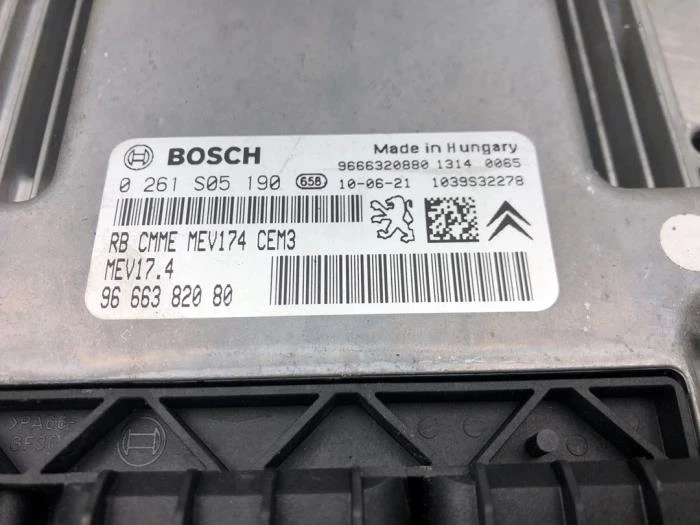 BOSCH
Made in Hungary
9666320880 1314 0065
0 261 S05 190 658 10-06-21 1039S32278
RB CMME MEV174 CEM3
MEV17.4
96 663 820 80